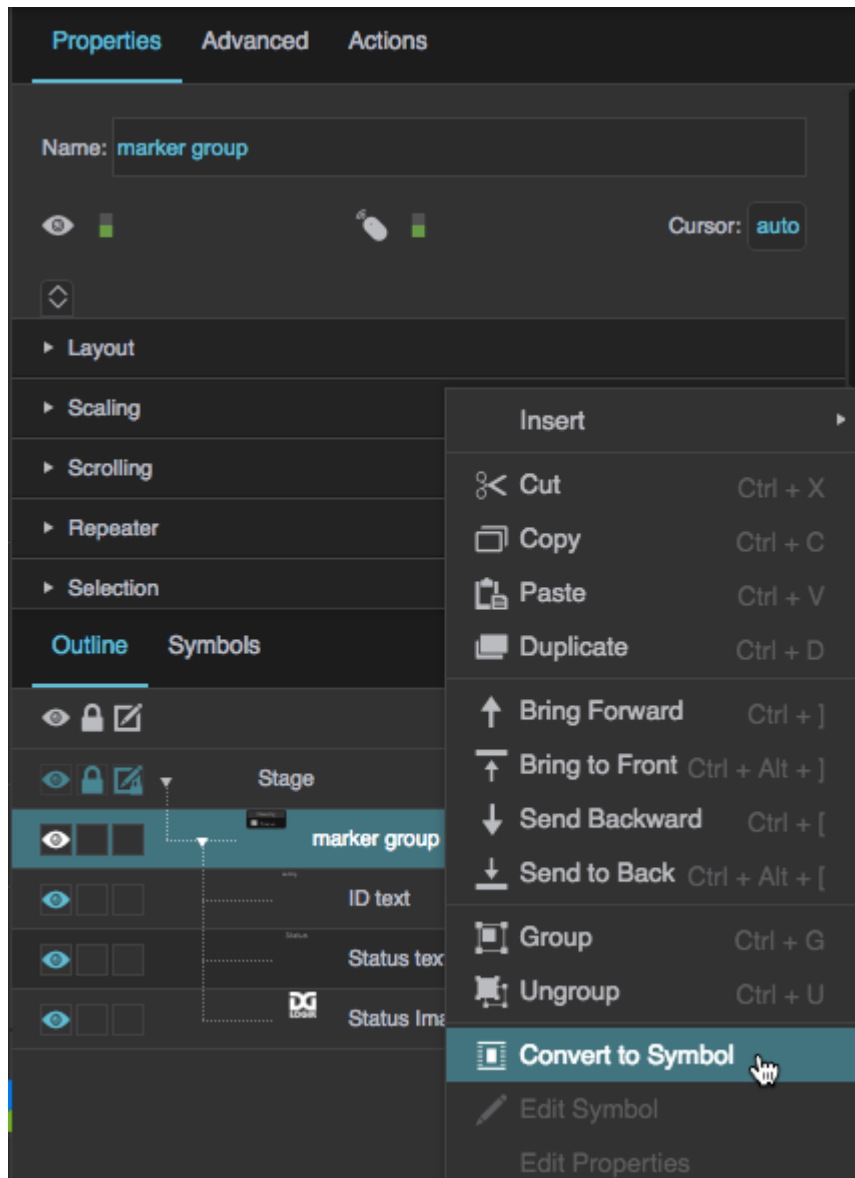 Properties Advanced Actions
Name: marker group
Cursor: auto
Layout
Scaling
Scrolling
Repeater
Selection
Outline Symbols
Stage
marker group
ID text
Status tex
Status Ima
DG
LOGIK
Insert
Cut Ctrl + X
Copy Ctrl + C
Paste Ctrl + V
Duplicate Ctrl + D
Bring Forward Ctrl + ]
Bring to Front Ctrl + Alt + ]
Send Backward Ctrl + [
Send to Back Ctrl + Alt + [
Group Ctrl + G
Ungroup Ctrl + U
Convert to Symbol
Edit Symbol
Edit Properties